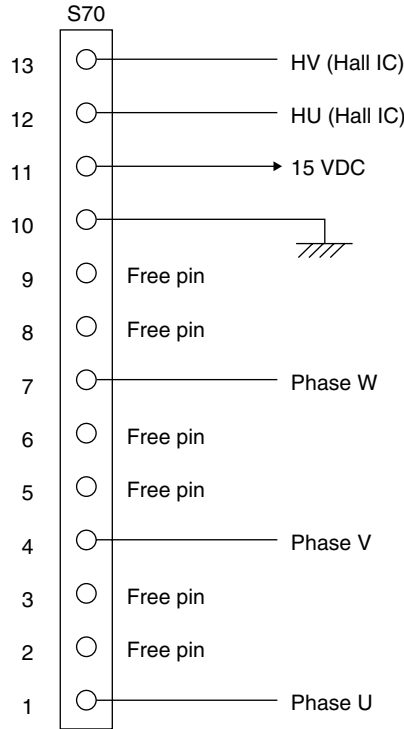 S70
13 HV (Hall IC)
12 HU (Hall IC)
11 15 VDC
10
9 Free pin
8 Free pin
7 Phase W
6 Free pin
5 Free pin
4 Phase V
3 Free pin
2 Free pin
1 Phase U